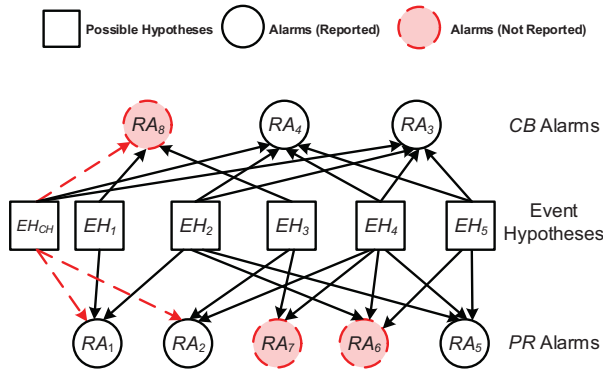 Possible Hypotheses Alarms (Reported) Alarms (Not Reported)
RA8 RA4 RA3 CB Alarms
EHCH EH1 EH2 EH3 EH4 EH5 Event
Hypotheses
RA1 RA2 RA7 RA6 RA5 PR Alarms